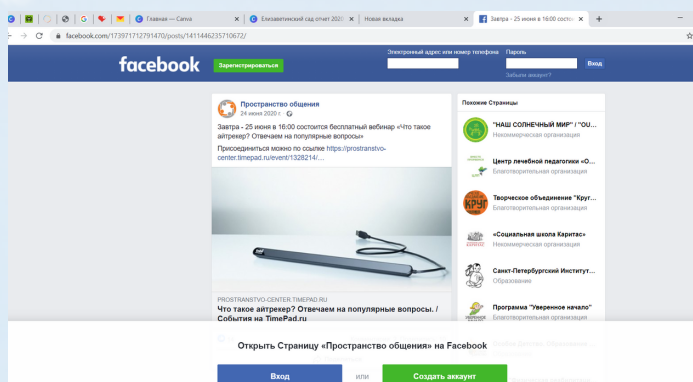 Главная — Canva
Елизаветинский сад отчет 2020
Новая вкладка
Завтра - 25 июня в 16:00 состо
facebook.com/173971712791470/posts/1411446235710672/
facebook
Зарегистрироваться
Электронный адрес или номер телефона
Пароль
Вход
Забыли аккаунт?
Пространство общения
24 июня 2020 г.
Завтра - 25 июня в 16:00 состоится бесплатный вебинар «Что такое
айтрекер? Отвечаем на популярные вопросы»
Присоединиться можно по ссылке https://prostranstvo-
center.timepad.ru/event/1328214/…
PROSTRANSTVO-CENTER.TIMEPAD.RU
Что такое айтрекер? Отвечаем на популярные вопросы. /
События на TimePad.ru
Похожие Страницы
"НАШ СОЛНЕЧНЫЙ МИР" / "OU...
Некоммерческая организация
Центр лечебной педагогики «О...
Благотворительная организация
КРУГ
Творческое объединение "Круг...
Благотворительная организация
«Социальная школа Каритас»
Некоммерческая организация
Санкт-Петербургский Институт...
Образование
Программа "Уверенное начало"
Благотворительная организация
Открыть Страницу «Пространство общения» на Facebook
Вход
или
Создать аккаунт